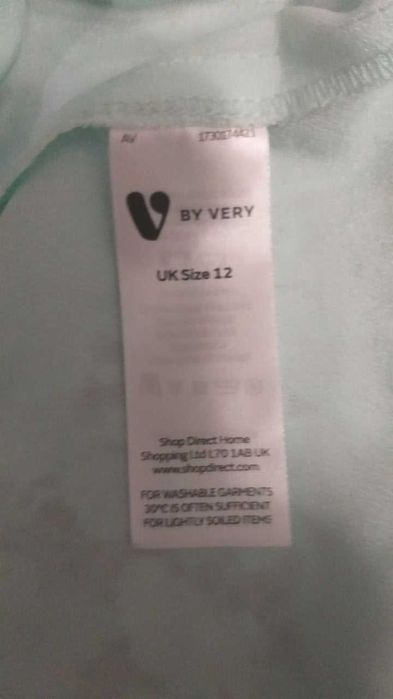 AV 173017442
V BY VERY
UK Size 12
Shop Direct Home
Shopping Ltd L70 1AB UK
www.shopdirect.com
FOR WASHABLE GARMENTS
30°C IS OFTEN SUFFICIENT
FOR LIGHTLY SOILED ITEMS